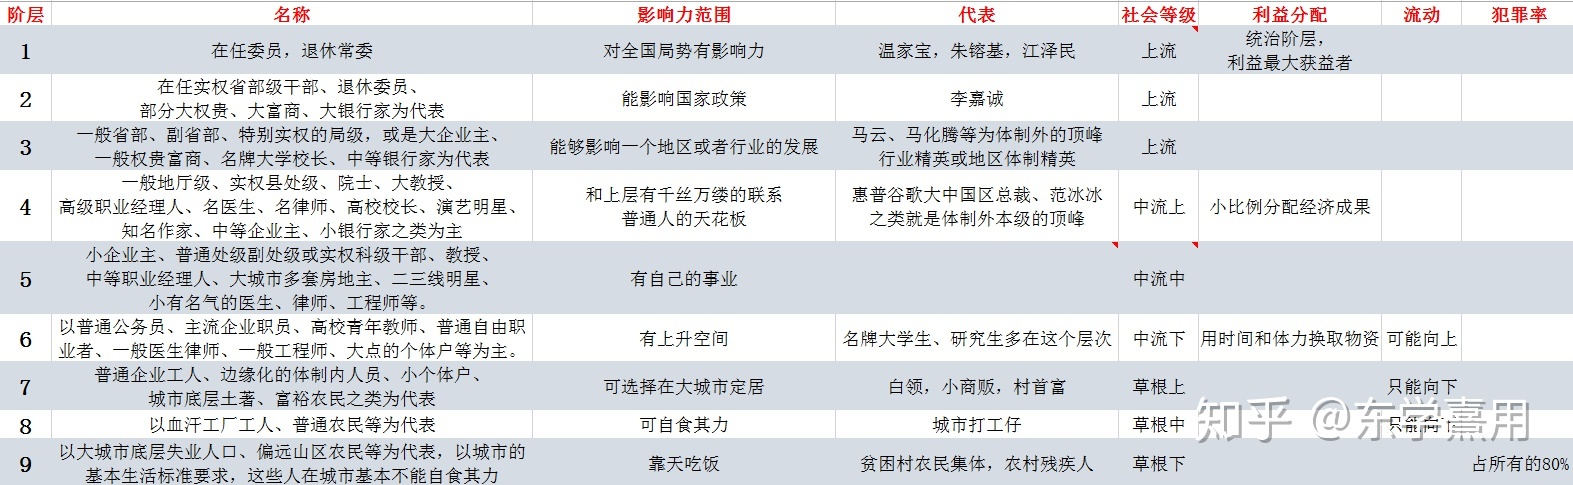 阶层 名称 影响力范围 代表 社会等级 利益分配 流动 犯罪率
1 在任委员，退休常委 对全国局势有影响力 温家宝，朱镕基，江泽民 上流 统治阶层，
利益最大获益者
2 在任实权省部级干部、退休委员、
部分大权贵、大富商、大银行家为代表 能影响国家政策 李嘉诚 上流
3 一般省部、副省部、特别实权的局级，或是大企业主、
一般权贵富商、名牌大学校长、中等银行家为代表 能够影响一个地区或者行业的发展 马云、马化腾等为体制外的顶峰
行业精英或地区体制精英 上流
4 一般地厅级、实权县处级、院士、大教授、
高级职业经理人、名医生、名律师、高校校长、演艺明星、
知名作家、中等企业主、小银行家之类为主 和上层有千丝万缕的联系
普通人的天花板 惠普谷歌大中国区总裁、范冰冰
之类就是体制外本级的顶峰 中流上 小比例分配经济成果
5 小企业主、普通处级副处级或实权科级干部、教授、
中等职业经理人、大城市多套房地主、二三线明星、
小有名气的医生、律师、工程师等。 有自己的事业 中流中
6 以普通公务员、主流企业职员、高校青年教师、普通自由职
业者、一般医生律师、一般工程师、大点的个体户等为主。 有上升空间 名牌大学生、研究生多在这个层次 中流下 用时间和体力换取物资 可能向上
7 普通企业工人、边缘化的体制内人员、小个体户、
城市底层土著、富裕农民之类为代表 可选择在大城市定居 白领，小商贩，村首富 草根上 只能向下
8 以血汗工厂工人、普通农民等为代表 可自食其力 城市打工仔 草根中 只能向下
9 以大城市底层失业人口、偏远山区农民等为代表，以城市的
基本生活标准要求，这些人在城市基本不能自食其力 靠天吃饭 贫困村农民集体，农村残疾人 草根下 占所有的80%
知乎 @东学熹用